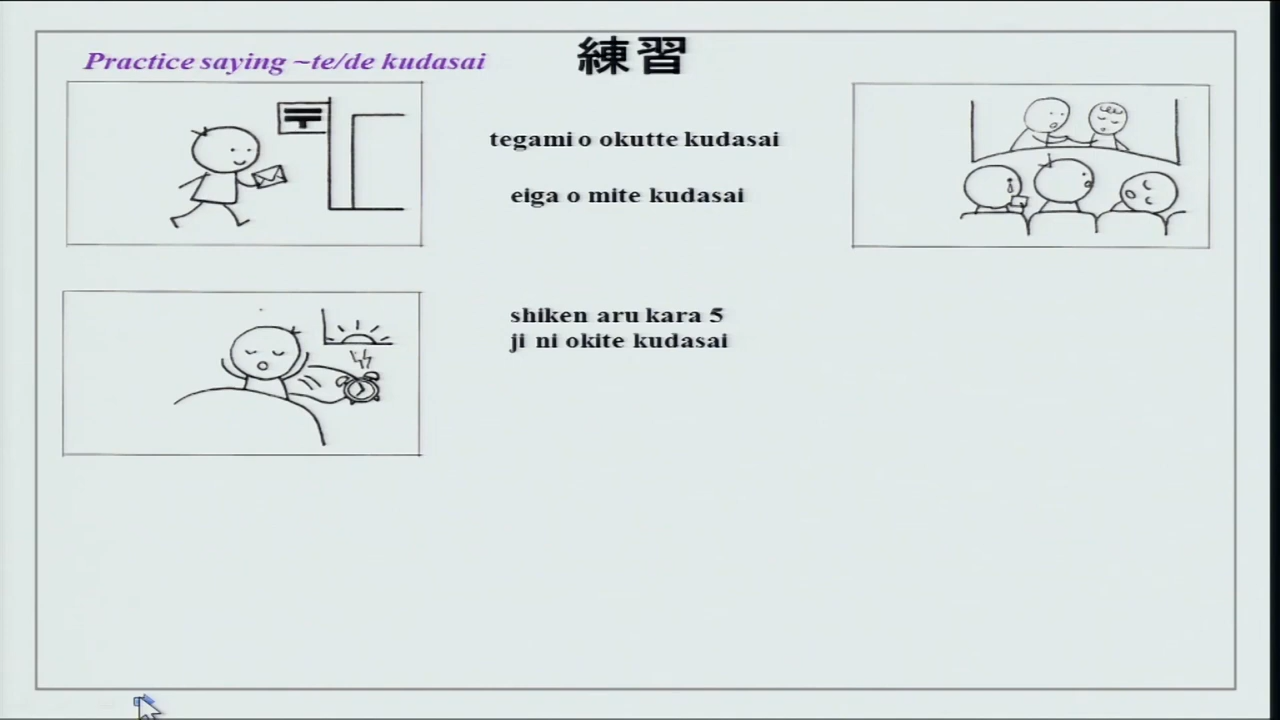 練習
Practice saying ~te/de kudasai
〒
tegami o okutte kudasai
eiga o mite kudasai
shiken aru kara 5
ji ni okite kudasai